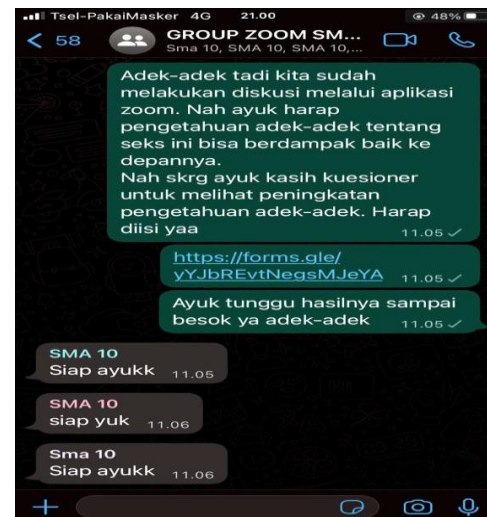 Tsel-PakaiMasker 4G 21.00 48%
58 GROUP ZOOM SM...
Sma 10, SMA 10, SMA 10,...
Adek-adek tadi kita sudah
melakukan diskusi melalui aplikasi
zoom. Nah ayuk harap
pengetahuan adek-adek tentang
seks ini bisa berdampak baik ke
depannya.
Nah skrg ayuk kasih kuesioner
untuk melihat peningkatan
pengetahuan adek-adek. Harap
diisi yaa 11.05
https://forms.gle/
yYJbREvtNegsMJeYA 11.05
Ayuk tunggu hasilnya sampai
besok ya adek-adek 11.05
SMA 10
Siap ayukk 11.05
SMA 10
siap yuk 11.06
Sma 10
Siap ayukk 11.06